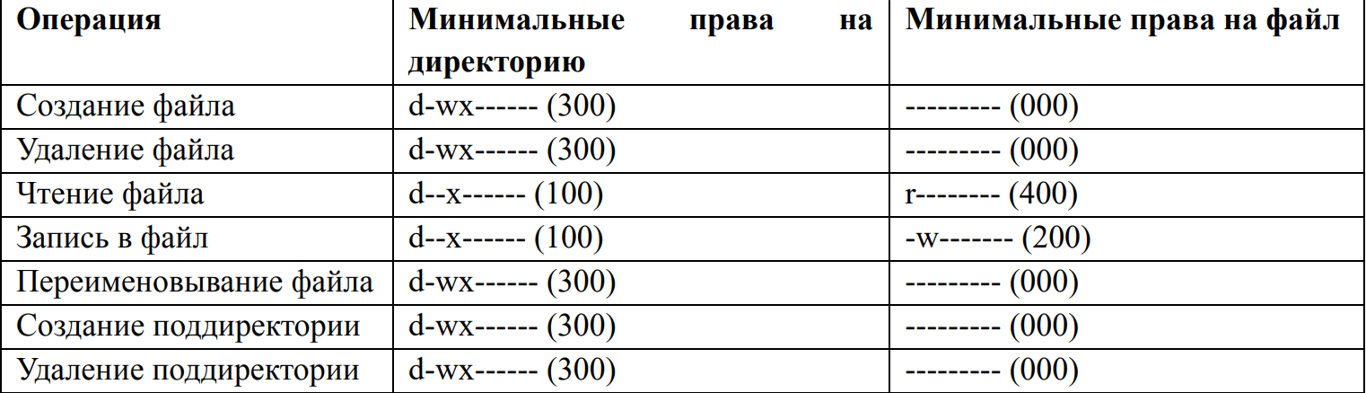 Операция Минимальные права на директорию Минимальные права на файл
Создание файла d-wx------ (300) --------- (000)
Удаление файла d-wx------ (300) --------- (000)
Чтение файла d--x------ (100) r-------- (400)
Запись в файл d--x------ (100) -w------- (200)
Переименовывание файла d-wx------ (300) --------- (000)
Создание поддиректории d-wx------ (300) --------- (000)
Удаление поддиректории d-wx------ (300) --------- (000)